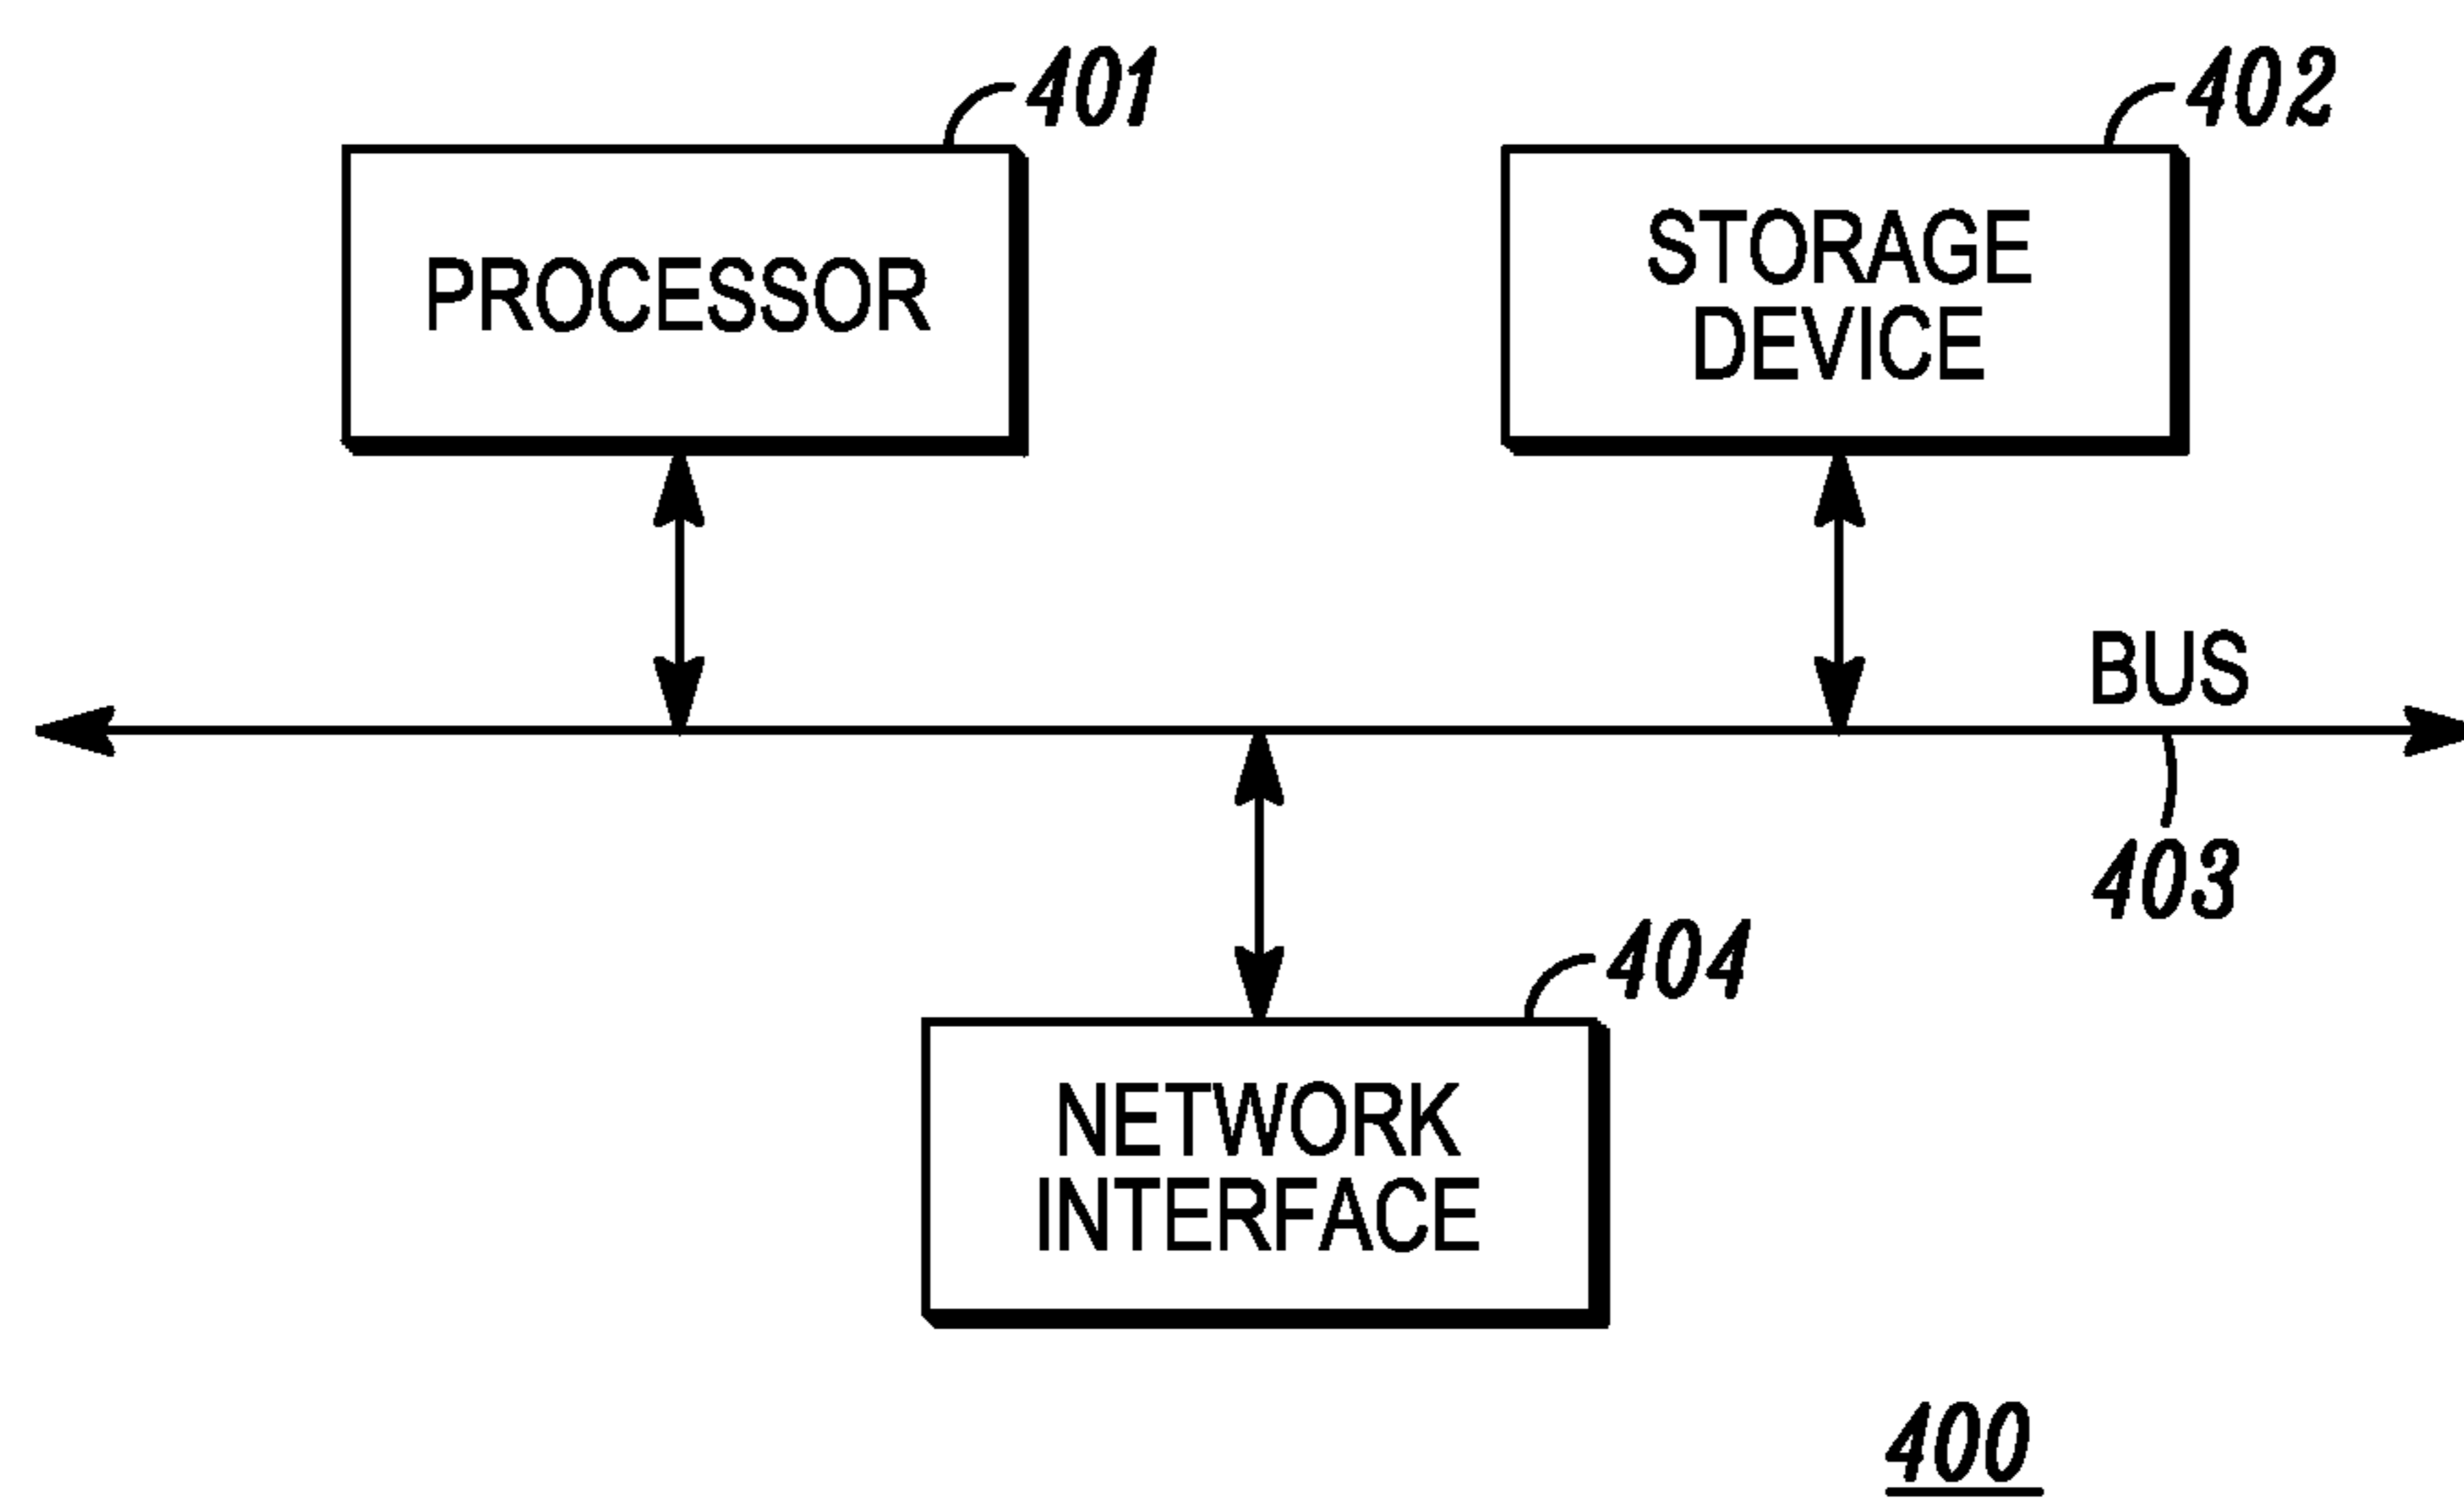 401
402
PROCESSOR
STORAGE
DEVICE
BUS
403
404
NETWORK
INTERFACE
400